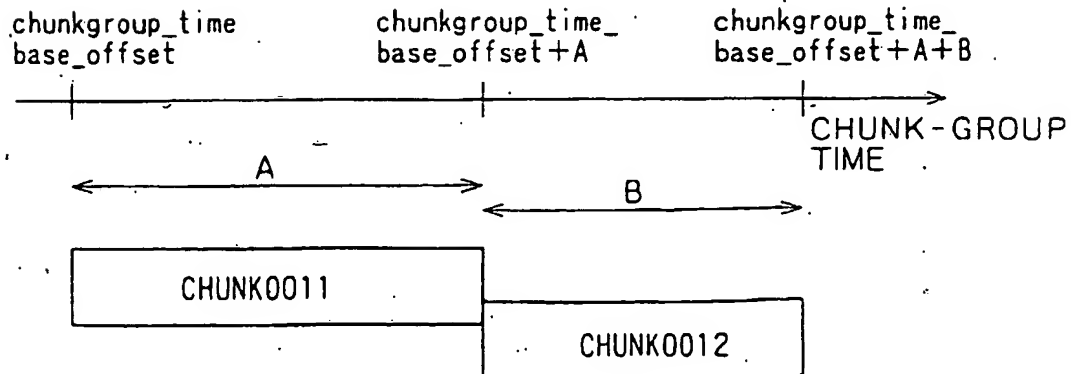 chunkgroup_time
base_offset
chunkgroup_time_
base_offset+A
chunkgroup_time_
base_offset+A+B
CHUNK-GROUP
TIME
A
B
CHUNK0011
CHUNK0012